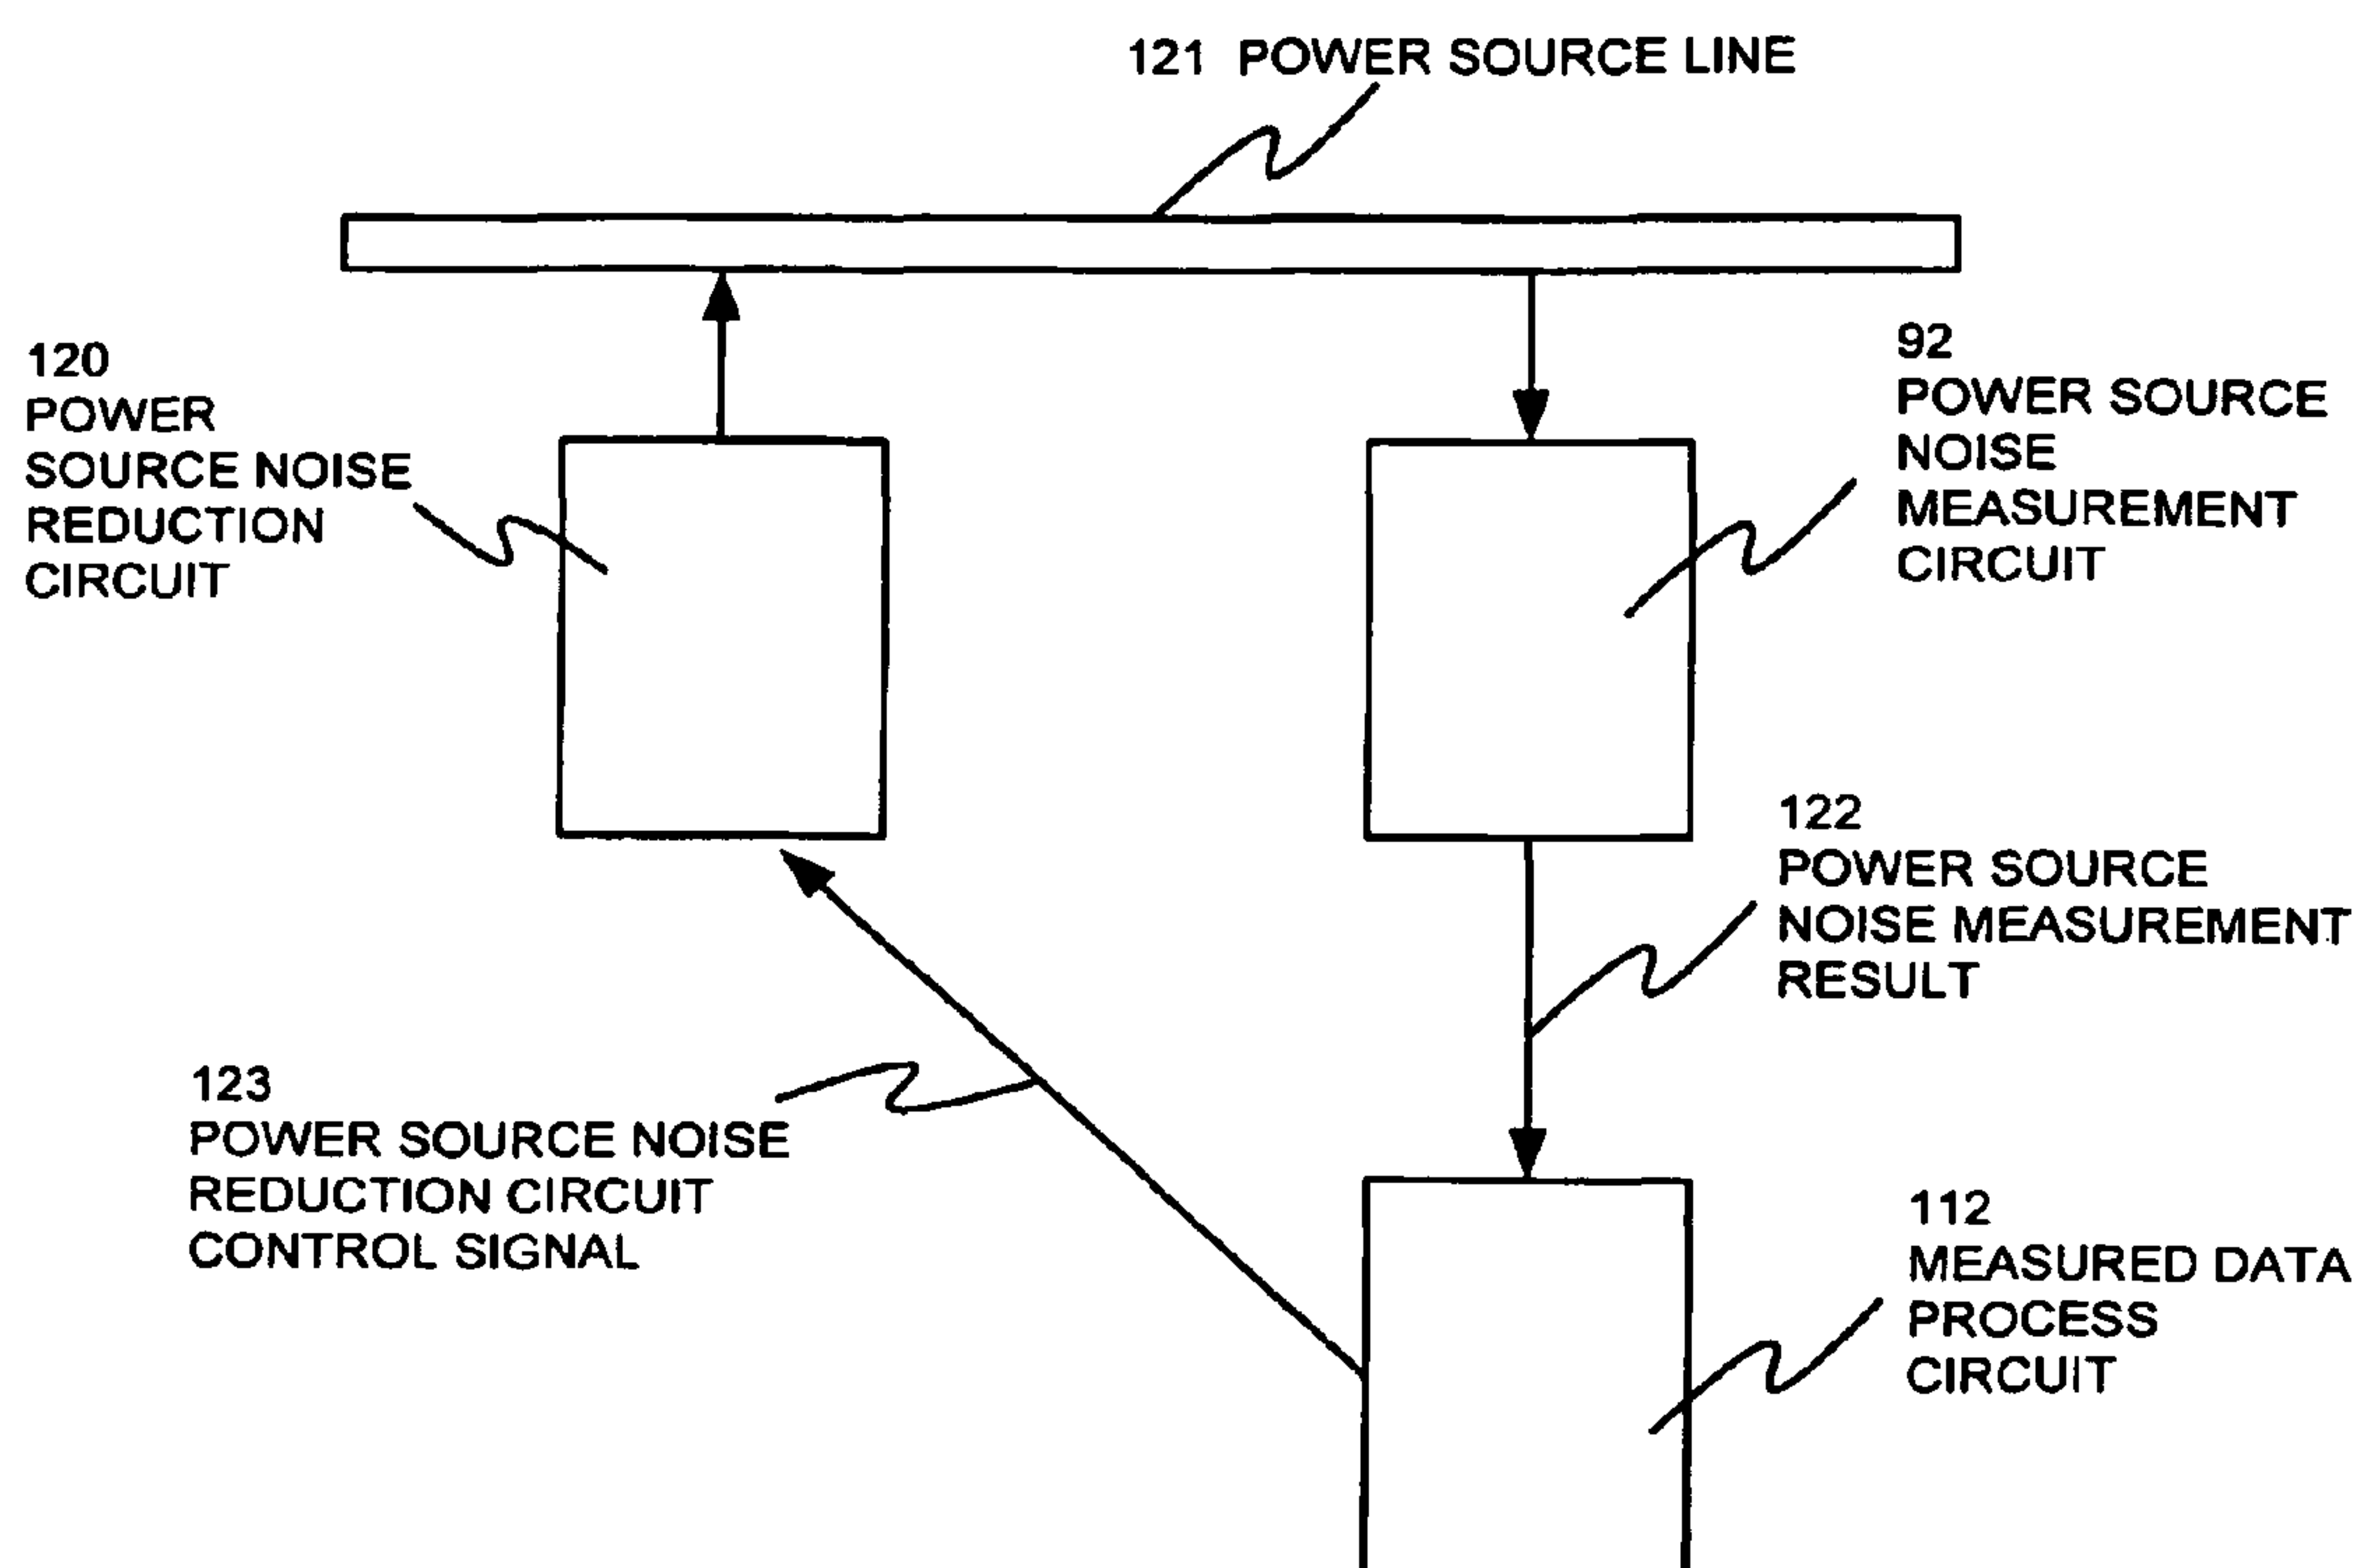 121 POWER SOURCE LINE
120
POWER
SOURCE NOISE
REDUCTION
CIRCUIT
92
POWER SOURCE
NOISE
MEASUREMENT
CIRCUIT
122
POWER SOURCE
NOISE MEASUREMENT
RESULT
123
POWER SOURCE NOISE
REDUCTION CIRCUIT
CONTROL SIGNAL
112
MEASURED DATA
PROCESS
CIRCUIT